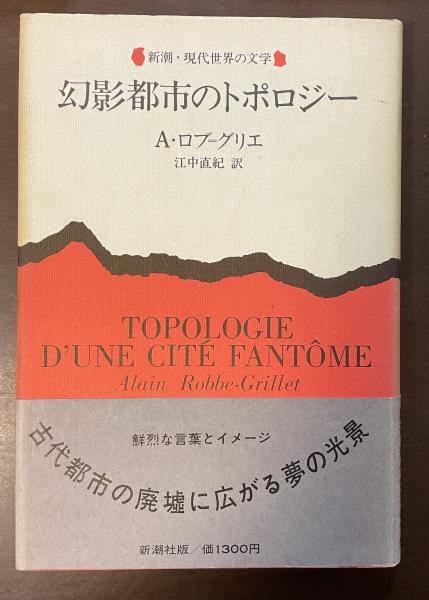 新潮・現代世界の文学
幻影都市のトポロジー
A・ロブ=グリエ
江中直紀 訳
TOPOLOGIE
D'UNE CITÉ FANTÔME
Alain Robbe-Grillet
鮮烈な言葉とイメージ
古代都市の廃墟に広がる夢の光景
新潮社版/価1300円